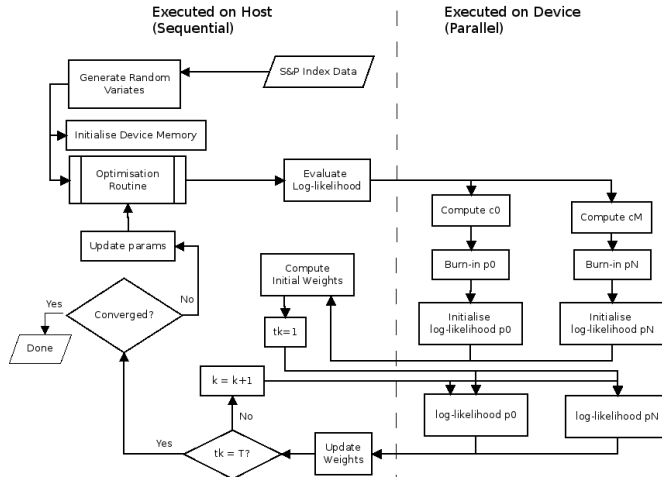 Executed on Host
(Sequential)
Executed on Device
(Parallel)
Generate Random
Variates
S&P Index Data
Initialise Device Memory
Optimisation
Routine
Evaluate
Log-likelihood
Compute c0
Compute cM
Update params
Burn-in p0
Burn-in pN
Compute
Initial Weights
Initialise
log-likelihood p0
Initialise
log-likelihood pN
Yes
Converged?
No
Done
tk=1
k = k+1
log-likelihood p0
log-likelihood pN
No
Yes
tk = T?
Update
Weights